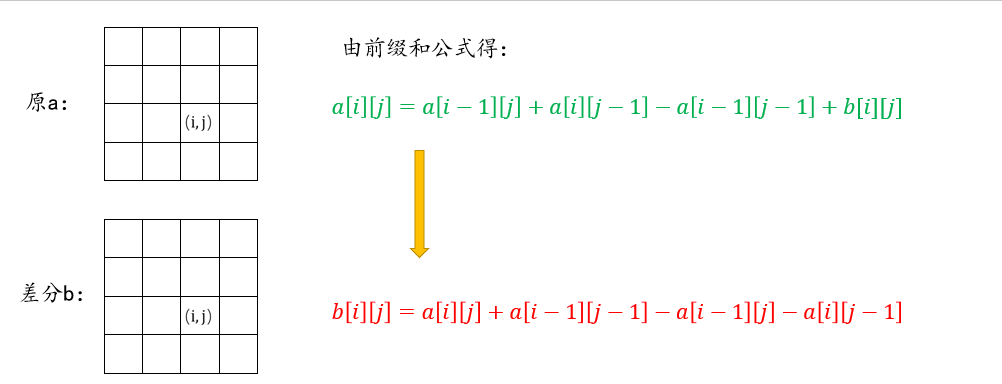 由前缀和公式得：
原a：
(i,j)
a[i][j] = a[i − 1][j] + a[i][j − 1] − a[i − 1][j − 1] + b[i][j]
差分b：
(i,j)
b[i][j] = a[i][j] + a[i − 1][j − 1] − a[i − 1][j] − a[i][j − 1]